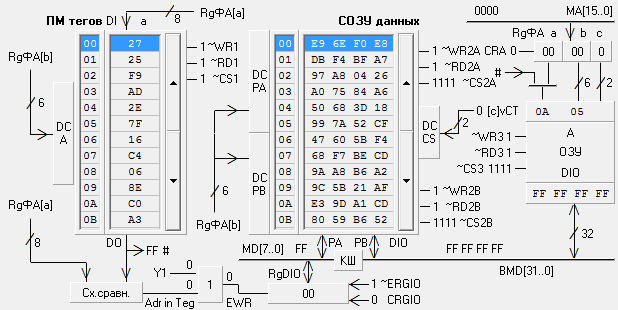 ПМ тегов DI a 8 RgФА[a] СОЗУ данных 0000 MA[15..0]
RgФА a b c
00 27
01 25
02 F9
03 AD
04 2E
05 7F
06 16
07 C4
08 06
09 8E
0A C0
0B A3
RgФА[b]
6
DC A
1 ~WR1
1 ~RD1
1 ~CS1
DC PA
DC PB
6
RgФА[b]
00 E9 6E F0 E8
01 DB F4 BF A7
02 97 A8 04 26
03 A0 75 84 A6
04 50 68 3D 18
05 99 7A 52 CF
06 47 60 5B F4
07 68 F7 BE CD
08 9A A8 B6 A2
09 9C 5B 21 AF
0A E3 9D A1 CD
0B 80 59 B6 52
1 ~WR2A
1 ~RD2A
1111 ~CS2A
DC CS
0 [c]vCT
2
1 ~WR2B
1 ~RD2B
1111 ~CS2B
CRA 0 00 00 0
# 6 2
0A 05
~WR3 1
~RD3 1
~CS3 1111
A
ОЗУ
DIO
FF FF FF FF
32
RgФА[a]
8
DO
FF #
MD[7..0] FF PA PB DIO FF FF FF FF
КШ
BMD[31..0]
Сх.сравн.
Y1 0
0
1
0
Adr in Teg EWR
RgDIO
00
1 ~ERGIO
0 CRGIO